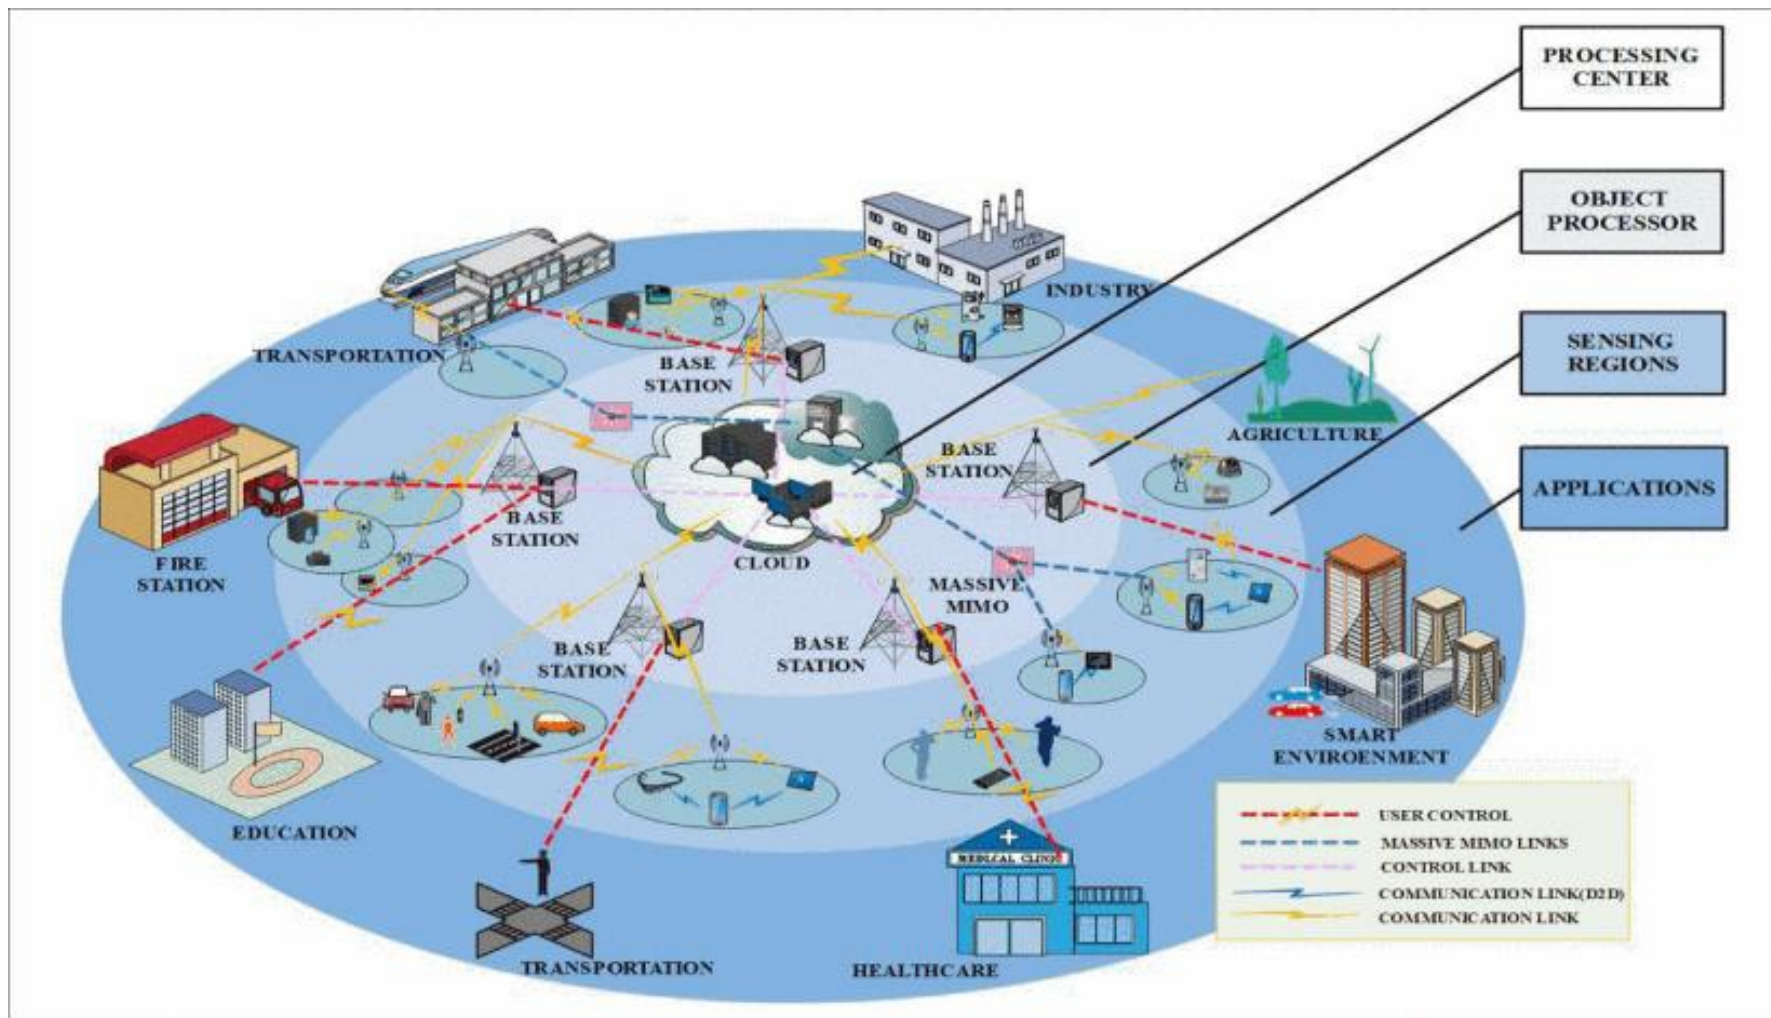 PROCESSING
CENTER
OBJECT
PROCESSOR
SENSING
REGIONS
APPLICATIONS
INDUSTRY
TRANSPORTATION
BASE
STATION
AGRICULTURE
BASE
STATION
BASE
STATION
FIRE
STATION
CLOUD
MASSIVE
MIMO
BASE
STATION
BASE
STATION
SMART
ENVIROENMENT
EDUCATION
MEDICAL CLINIC
TRANSPORTATION
HEALTHCARE
USER CONTROL
MASSIVE MIMO LINKS
CONTROL LINK
COMMUNICATION LINK(D2D)
COMMUNICATION LINK